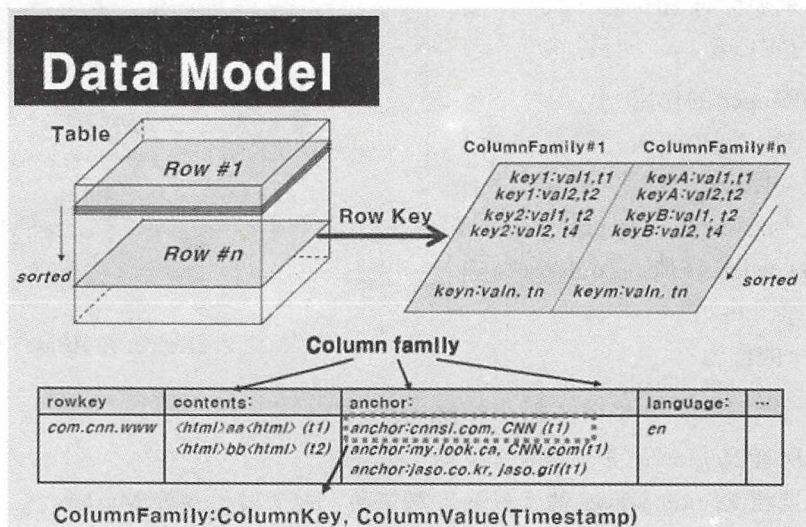 Data Model
Table
Row #1
Row #n
sorted
Row Key
ColumnFamily#1
ColumnFamily#n
key1:val1,t1
key1:val2,t2
key2:val1, t2
key2:val2, t4
keyn:valn, tn
keyA:val1,t1
keyA:val2,t2
keyB:val1, t2
keyB:val2, t4
keym:valn, tn
sorted
Column family
rowkey contents: anchor: language: ...
com.cnn.www <html>aa<html> (t1) anchor:cnnsi.com, CNN (t1) en
<html>bb<html> (t2) anchor:my.look.ca, CNN.com(t1)
anchor:jaso.co.kr, jaso.gif(t1)
ColumnFamily:ColumnKey, ColumnValue(Timestamp)